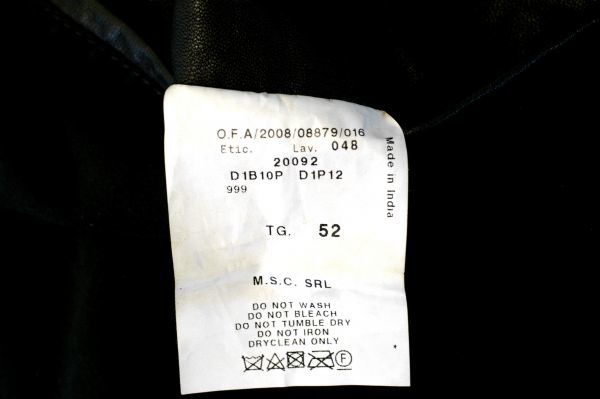 O.F.A/2008/08879/016
Etic. Lav. 048
20092
D1B10P D1P12
999
Made in India
TG. 52
M.S.C. SRL
DO NOT WASH
DO NOT BLEACH
DO NOT TUMBLE DRY
DO NOT IRON
DRYCLEAN ONLY
F